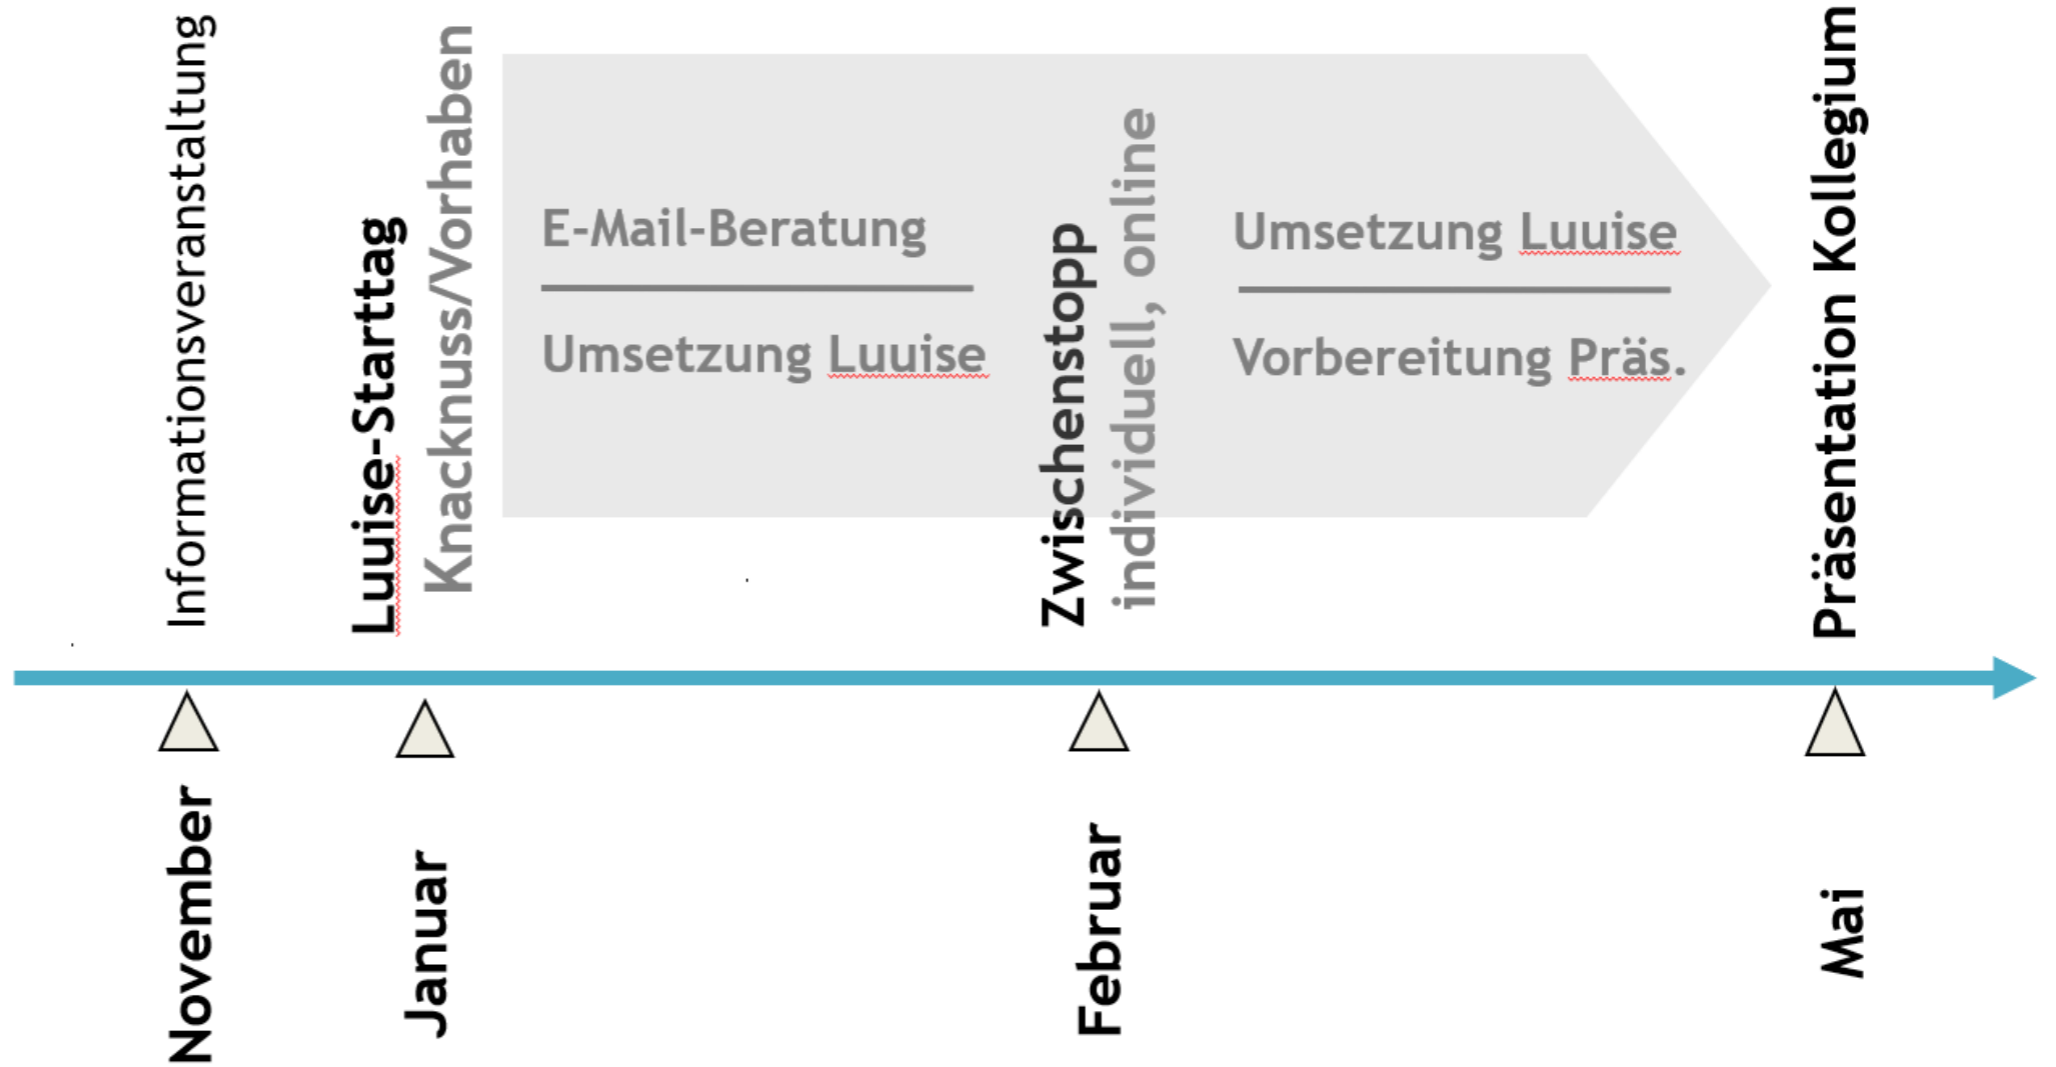 Informationsveranstaltung
Luuise-Starttag
Knacknuss/Vorhaben
E-Mail-Beratung
Umsetzung Luuise
Zwischenstopp
individuell, online
Umsetzung Luuise
Vorbereitung Präs.
Präsentation Kollegium
November
Januar
Februar
Mai